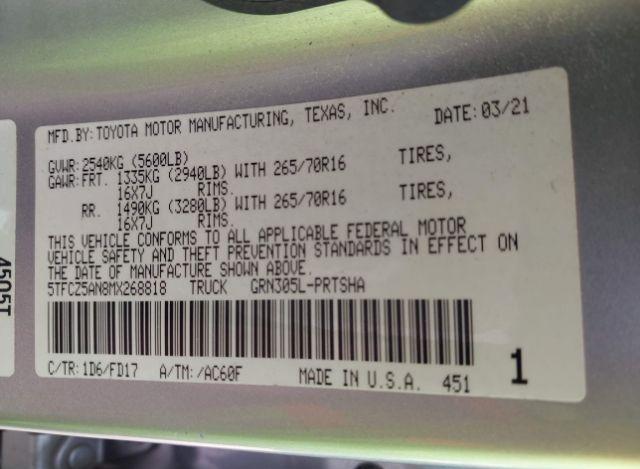 MFD.BY: TOYOTA MOTOR MANUFACTURING, TEXAS, INC. DATE: 03/21
GVWR: 2540KG (5600LB)
GAWR: FRT. 1335KG (2940LB) WITH 265/70R16 TIRES,
16X7J RIMS.
RR. 1490KG (3280LB) WITH 265/70R16 TIRES,
16X7J RIMS.
THIS VEHICLE CONFORMS TO ALL APPLICABLE FEDERAL MOTOR
VEHICLE SAFETY AND THEFT PREVENTION STANDARDS IN EFFECT ON
THE DATE OF MANUFACTURE SHOWN ABOVE.
5TFCZ5AN8MX268818 TRUCK GRN305L-PRTSHA
C/TR: 1D6/FD17 A/TM: /AC60F MADE IN U.S.A. 451 1
4505T